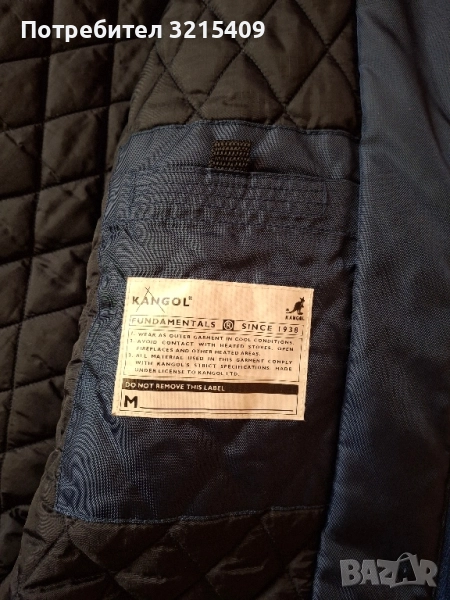 Потребител 3215409
KANGOL®
KANGOL
FUNDAMENTALS ® SINCE 1938
1. WEAR AS OUTER GARMENT IN COOL CONDITIONS.
2. AVOID CONTACT WITH HEATED STOVES, OPEN
FIREPLACES AND OTHER HEATED AREAS.
3. ALL MATERIAL USED IN THIS GARMENT COMPLY
WITH KANGOL'S STRICT SPECIFICATIONS MADE
UNDER LICENSE TO KANGOL LTD.
DO NOT REMOVE THIS LABEL
M
BAZAR